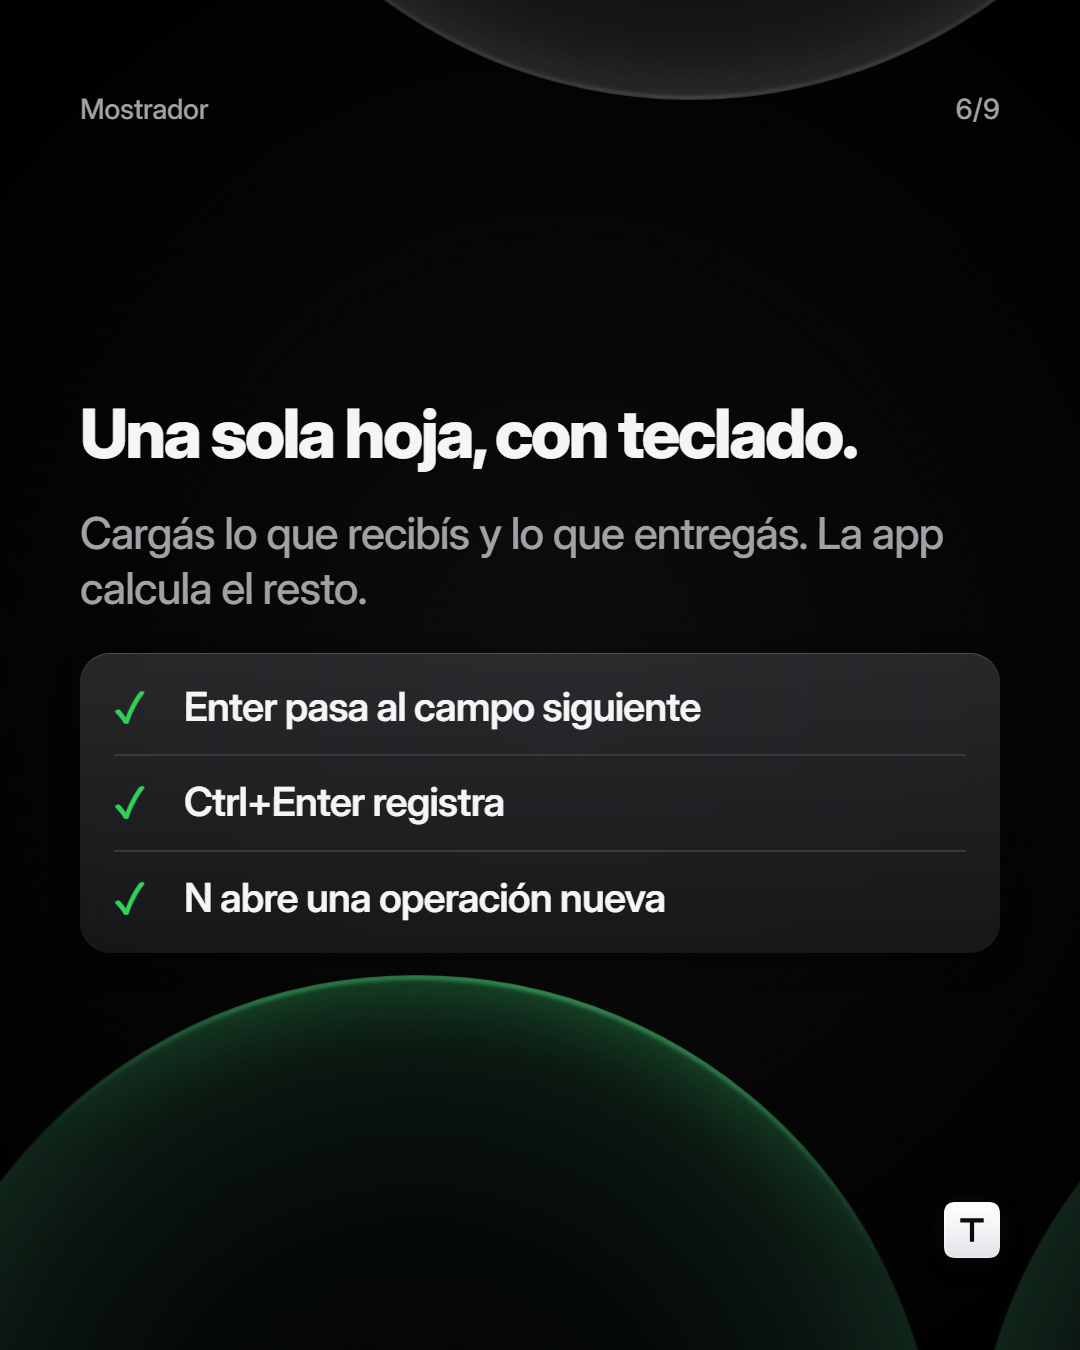 Mostrador
6/9
Una sola hoja, con teclado.
Cargás lo que recibís y lo que entregás. La app
calcula el resto.
✓ Enter pasa al campo siguiente
✓ Ctrl+Enter registra
✓ N abre una operación nueva
T